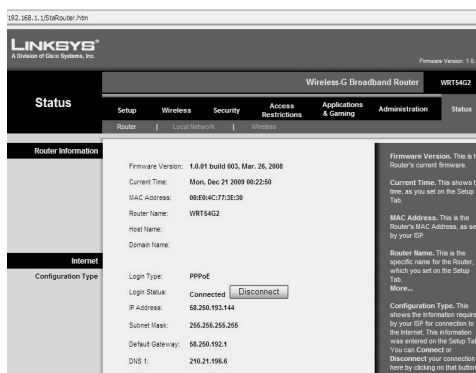 192.168.1.1/StaRouter.htm
LINKSYS®
A Division of Cisco Systems, Inc.
Firmware Version: 1.0.
Wireless-G Broadband Router WRT54G2
Status
Setup Wireless Security Access Restrictions Applications & Gaming Administration Status
Router | Local Network | Wireless
Router Information
Firmware Version: 1.0.01 build 003, Mar. 26, 2008
Current Time: Mon, Dec 21 2009 00:22:50
MAC Address: 00:E0:4C:77:3E:30
Router Name: WRT54G2
Host Name:
Domain Name:
Internet
Configuration Type
Login Type: PPPoE
Login Status: Connected Disconnect
IP Address: 58.250.193.144
Subnet Mask: 255.255.255.255
Default Gateway: 58.250.192.1
DNS 1: 210.21.196.6
Firmware Version. This is t
Router's current firmware.
Current Time. This shows t
time, as you set on the Setup
Tab.
MAC Address. This is the
Router's MAC Address, as se
by your ISP.
Router Name. This is the
specific name for the Router,
which you set on the Setup
Tab.
More...
Configuration Type. This
shows the information require
by your ISP for connection to
the Internet. This information
was entered on the Setup Tab
You can Connect or
Disconnect your connection
here by clicking on that button